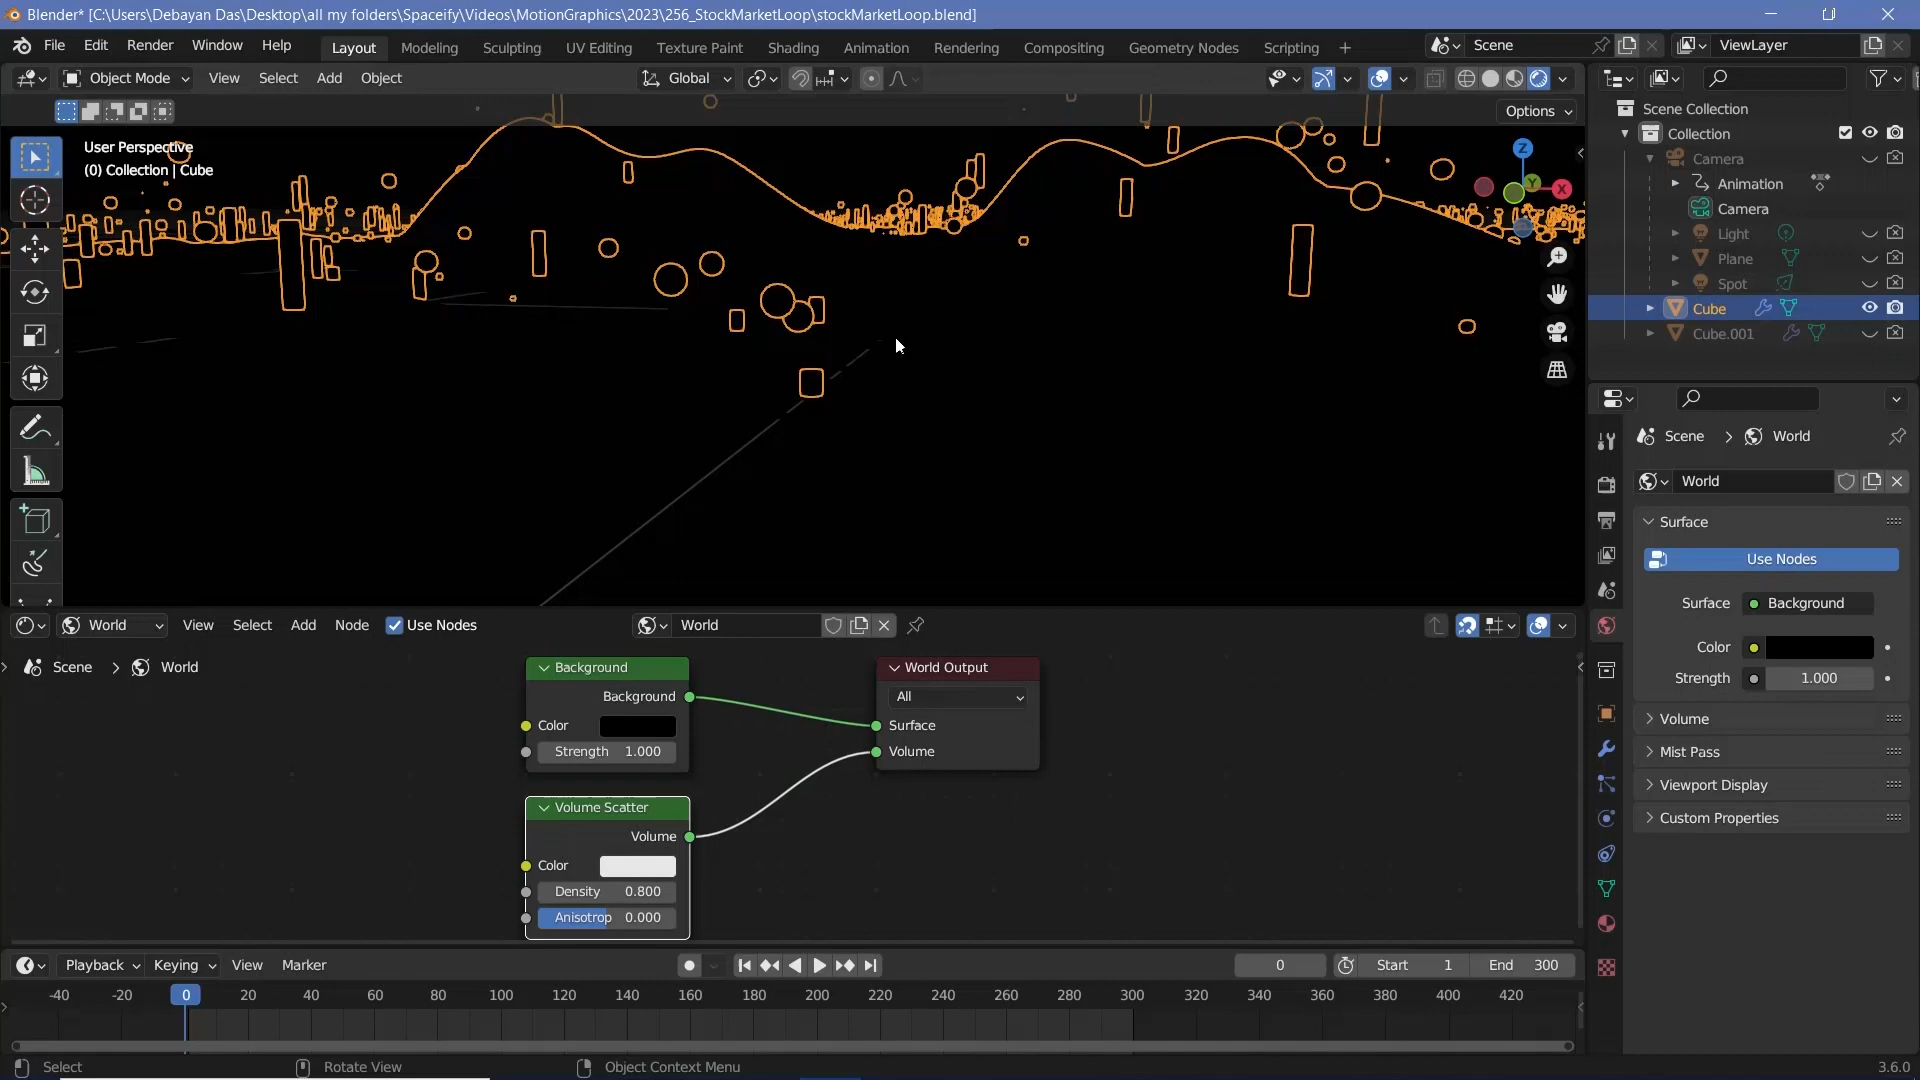 Blender* [C:\Users\Debayan Das\Desktop\all my folders\Spaceify\Videos\MotionGraphics\2023\256_StockMarketLoop\stockMarketLoop.blend]
File Edit Render Window Help Layout Modeling Sculpting UV Editing Texture Paint Shading Animation Rendering Compositing Geometry Nodes Scripting + Scene ViewLayer
Object Mode View Select Add Object Global
Options
User Perspective
(0) Collection | Cube
Z
Y
X
Scene Collection
Collection
Camera
Animation
Camera
Light
Plane
Spot
Cube
Cube.001
Scene > World
World
Surface
Use Nodes
Surface Background
Color
Strength 1.000
Volume
Mist Pass
Viewport Display
Custom Properties
World View Select Add Node Use Nodes World
Scene > World
Background
Background
Color
Strength 1.000
World Output
All
Surface
Volume
Volume Scatter
Volume
Color
Density 0.800
Anisotrop 0.000
Playback Keying View Marker 0 Start 1 End 300
-40 -20 0 20 40 60 80 100 120 140 160 180 200 220 240 260 280 300 320 340 360 380 400 420
Select Rotate View Object Context Menu 3.6.0